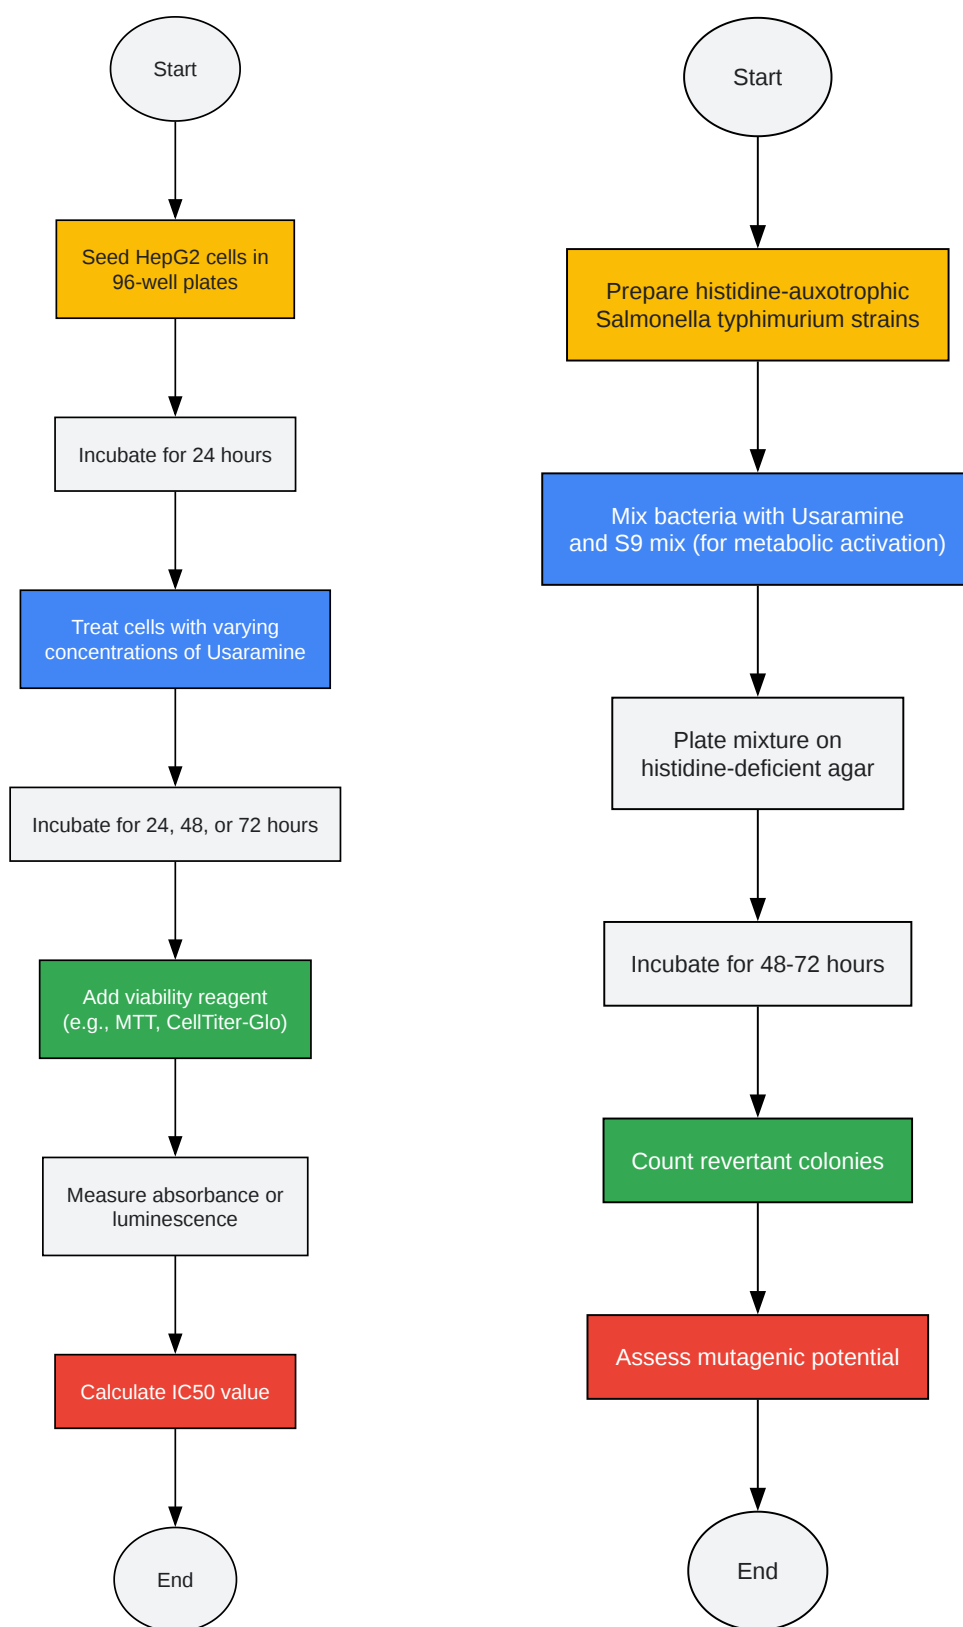 Start
Seed HepG2 cells in
96-well plates
Incubate for 24 hours
Treat cells with varying
concentrations of Usaramine
Incubate for 24, 48, or 72 hours
Add viability reagent
(e.g., MTT, CellTiter-Glo)
Measure absorbance or
luminescence
Calculate IC50 value
End
Start
Prepare histidine-auxotrophic
Salmonella typhimurium strains
Mix bacteria with Usaramine
and S9 mix (for metabolic activation)
Plate mixture on
histidine-deficient agar
Incubate for 48-72 hours
Count revertant colonies
Assess mutagenic potential
End